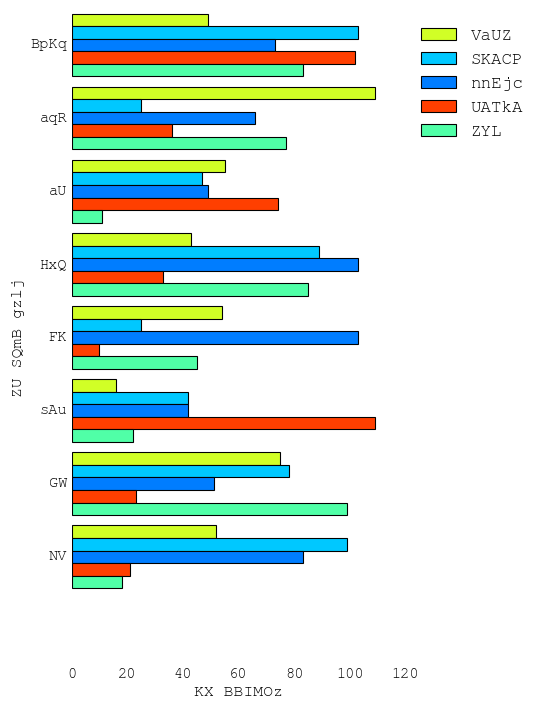 VaUZ
SKACP
nnEjc
UATkA
ZYL
BpKq
aqR
aU
HxQ
FK
sAu
GW
NV
ZU SQmB gzlj
0 20 40 60 80 100 120
KX BBIMOz